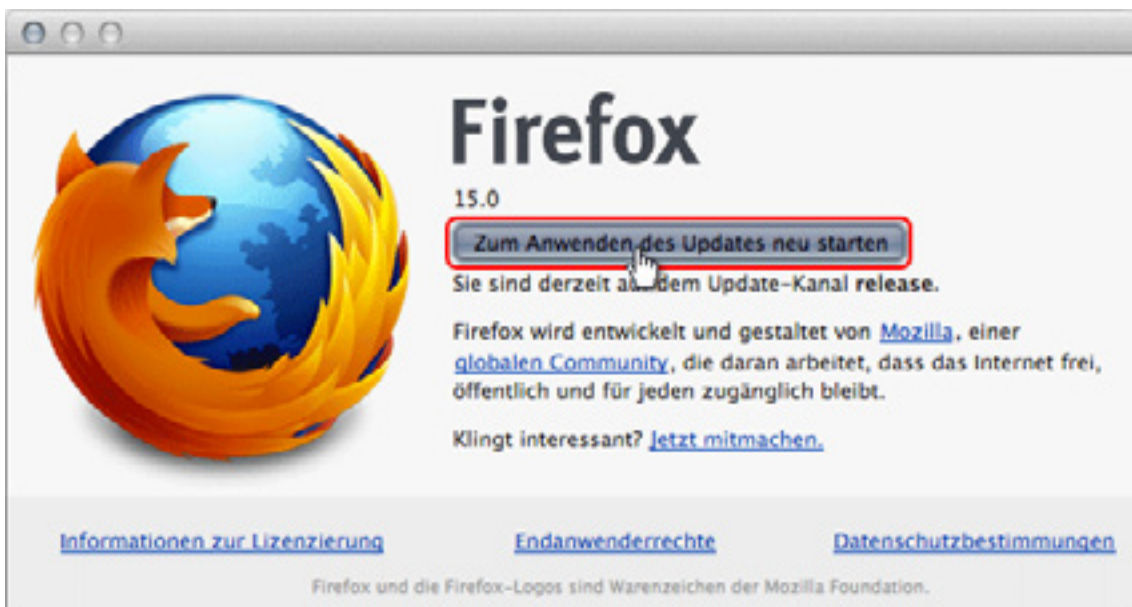 Firefox
15.0
Zum Anwenden des Updates neu starten
Sie sind derzeit auf dem Update-Kanal release.
Firefox wird entwickelt und gestaltet von Mozilla, einer
globalen Community, die daran arbeitet, dass das Internet frei,
öffentlich und für jeden zugänglich bleibt.
Klingt interessant? Jetzt mitmachen.
Informationen zur Lizenzierung Endanwenderrechte Datenschutzbestimmungen
Firefox und die Firefox-Logos sind Warenzeichen der Mozilla Foundation.